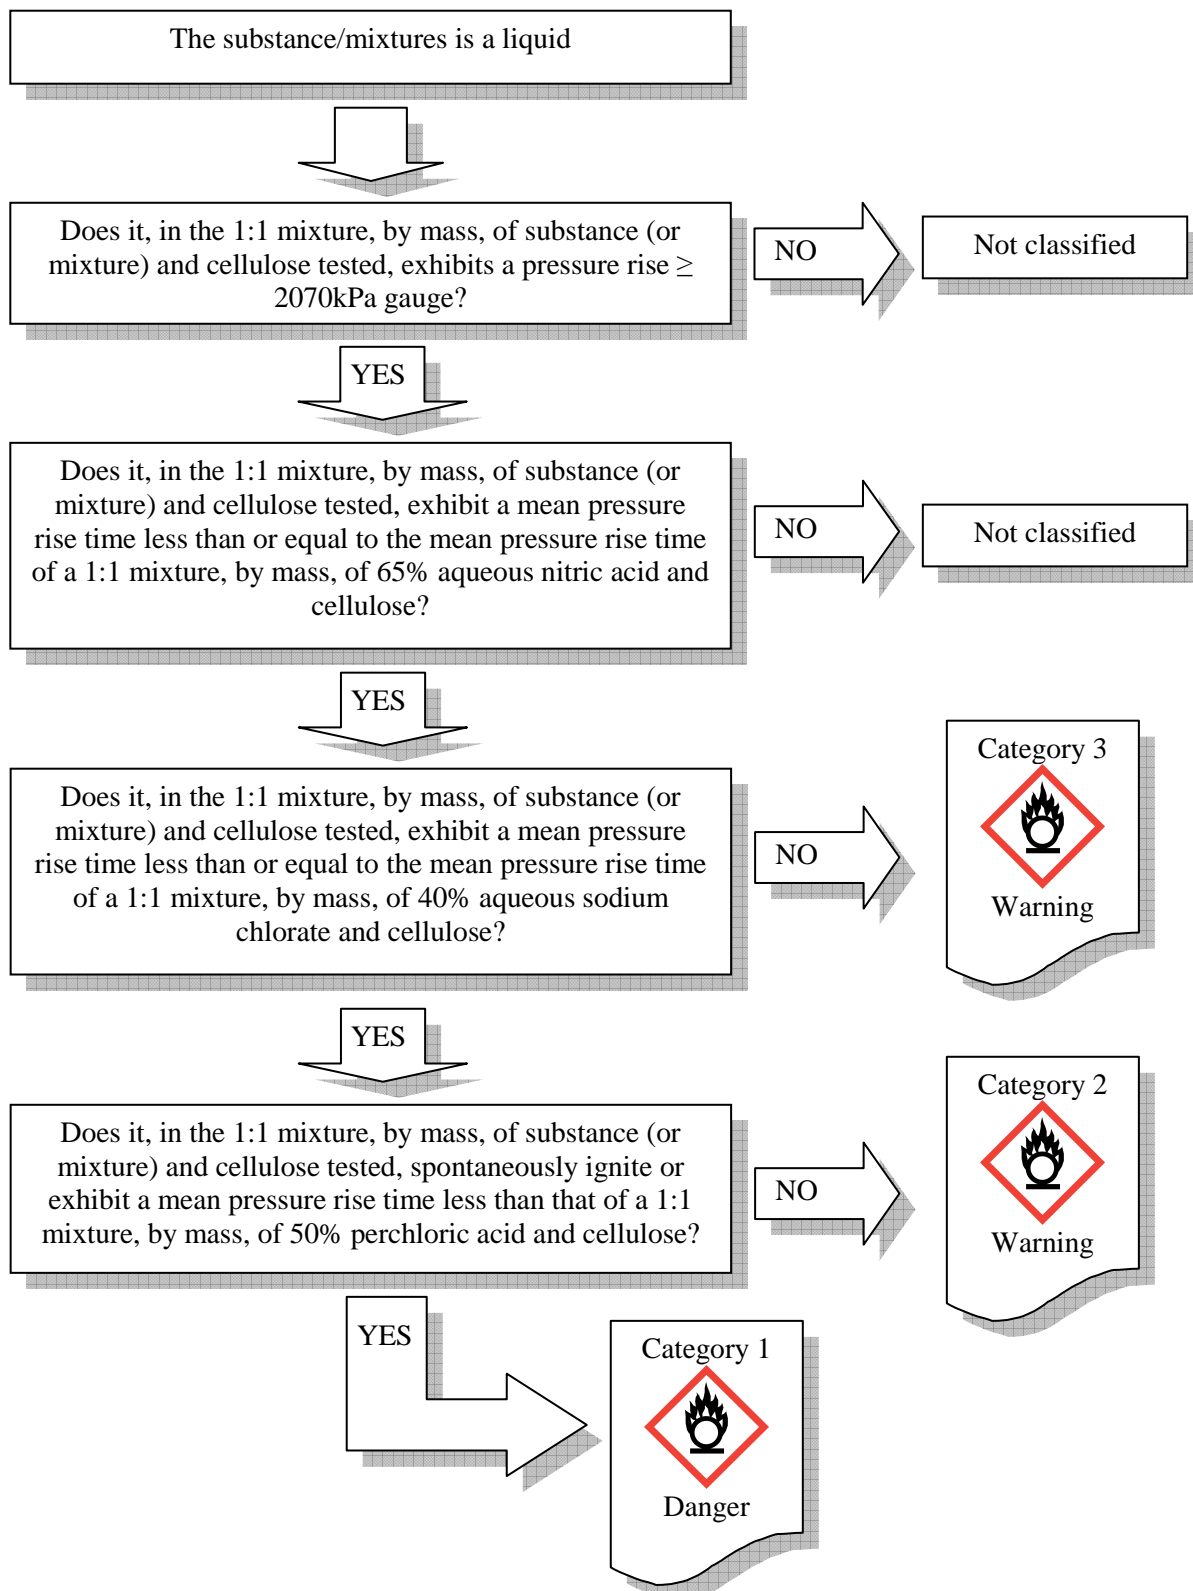 The substance/mixtures is a liquid
Does it, in the 1:1 mixture, by mass, of substance (or
mixture) and cellulose tested, exhibits a pressure rise ≥
2070kPa gauge?
NO
Not classified
YES
Does it, in the 1:1 mixture, by mass, of substance (or
mixture) and cellulose tested, exhibit a mean pressure
rise time less than or equal to the mean pressure rise time
of a 1:1 mixture, by mass, of 65% aqueous nitric acid and
cellulose?
NO
Not classified
YES
Does it, in the 1:1 mixture, by mass, of substance (or
mixture) and cellulose tested, exhibit a mean pressure
rise time less than or equal to the mean pressure rise time
of a 1:1 mixture, by mass, of 40% aqueous sodium
chlorate and cellulose?
NO
Category 3
Warning
YES
Does it, in the 1:1 mixture, by mass, of substance (or
mixture) and cellulose tested, spontaneously ignite or
exhibit a mean pressure rise time less than that of a 1:1
mixture, by mass, of 50% perchloric acid and cellulose?
NO
Category 2
Warning
YES
Category 1
Danger